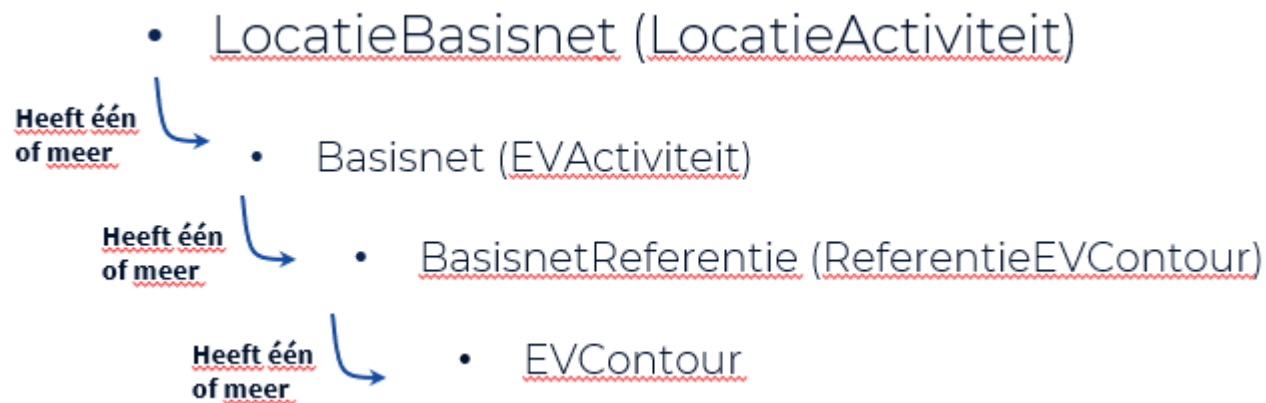 • LocatieBasisnet (LocatieActiviteit)
Heeft één
of meer
• Basisnet (EVActiviteit)
Heeft één
of meer
• BasisnetReferentie (ReferentieEVContour)
Heeft één
of meer
• EVContour